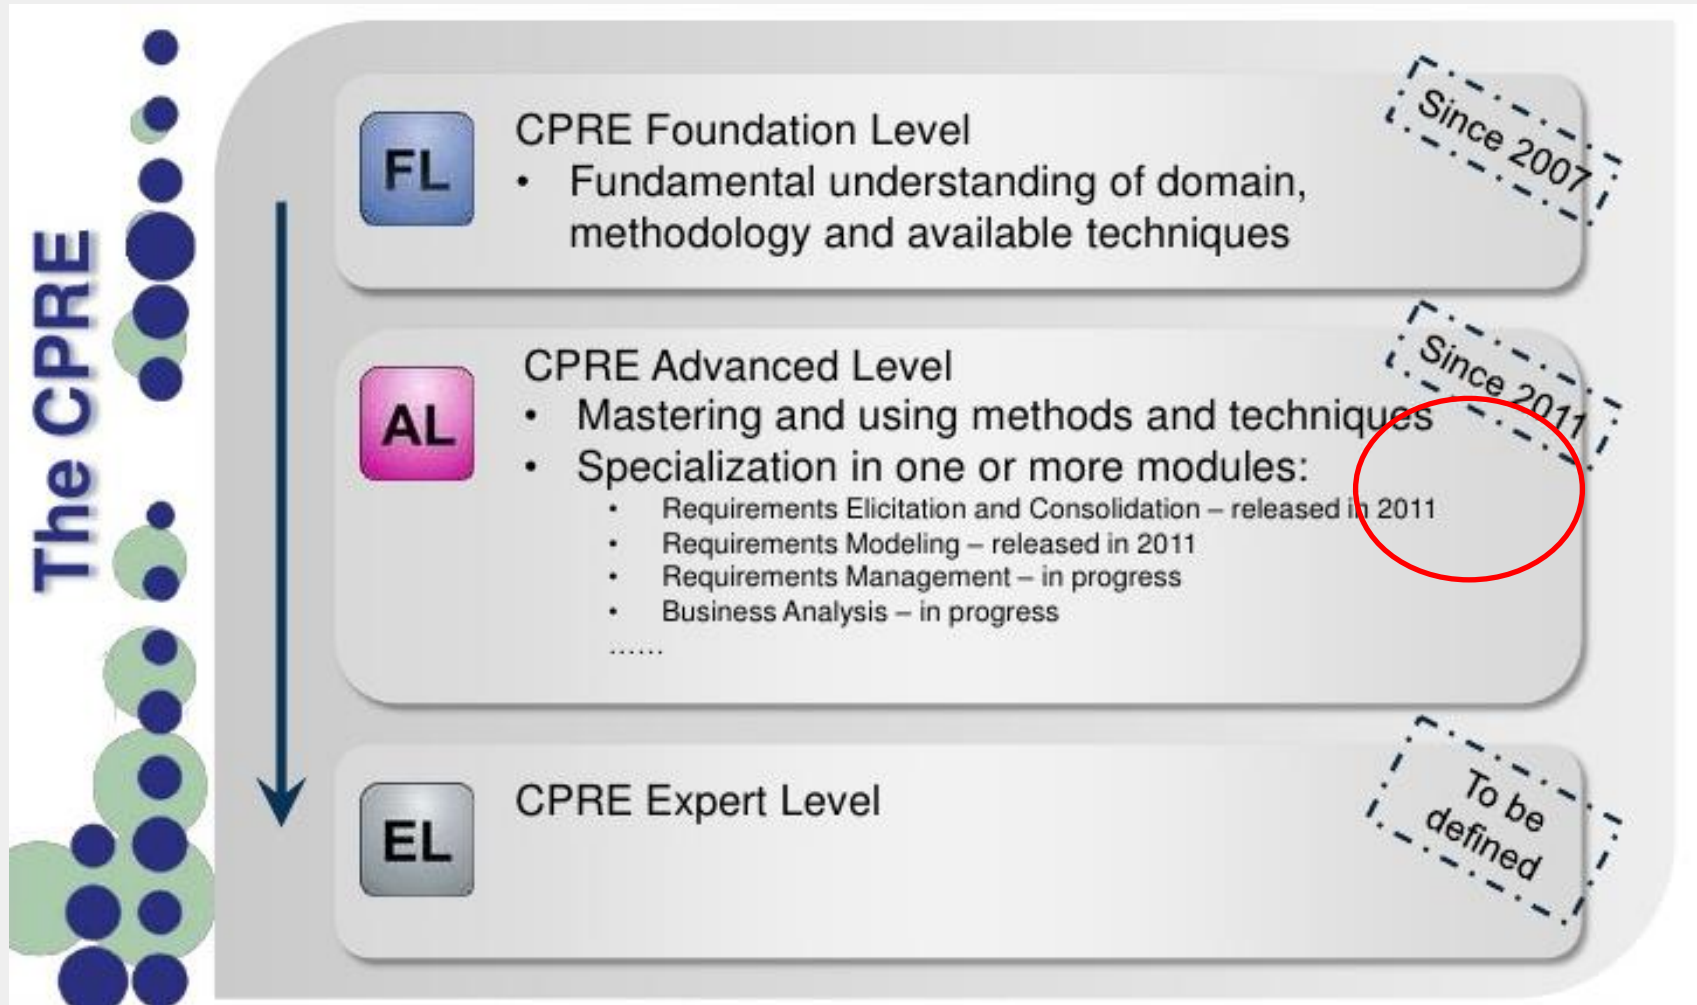 The CPRE
FL
CPRE Foundation Level
• Fundamental understanding of domain,
methodology and available techniques
Since 2007
AL
CPRE Advanced Level
• Mastering and using methods and techniques
• Specialization in one or more modules:
• Requirements Elicitation and Consolidation – released in 2011
• Requirements Modeling – released in 2011
• Requirements Management – in progress
• Business Analysis – in progress
......
Since 2011
EL
CPRE Expert Level
To be
defined